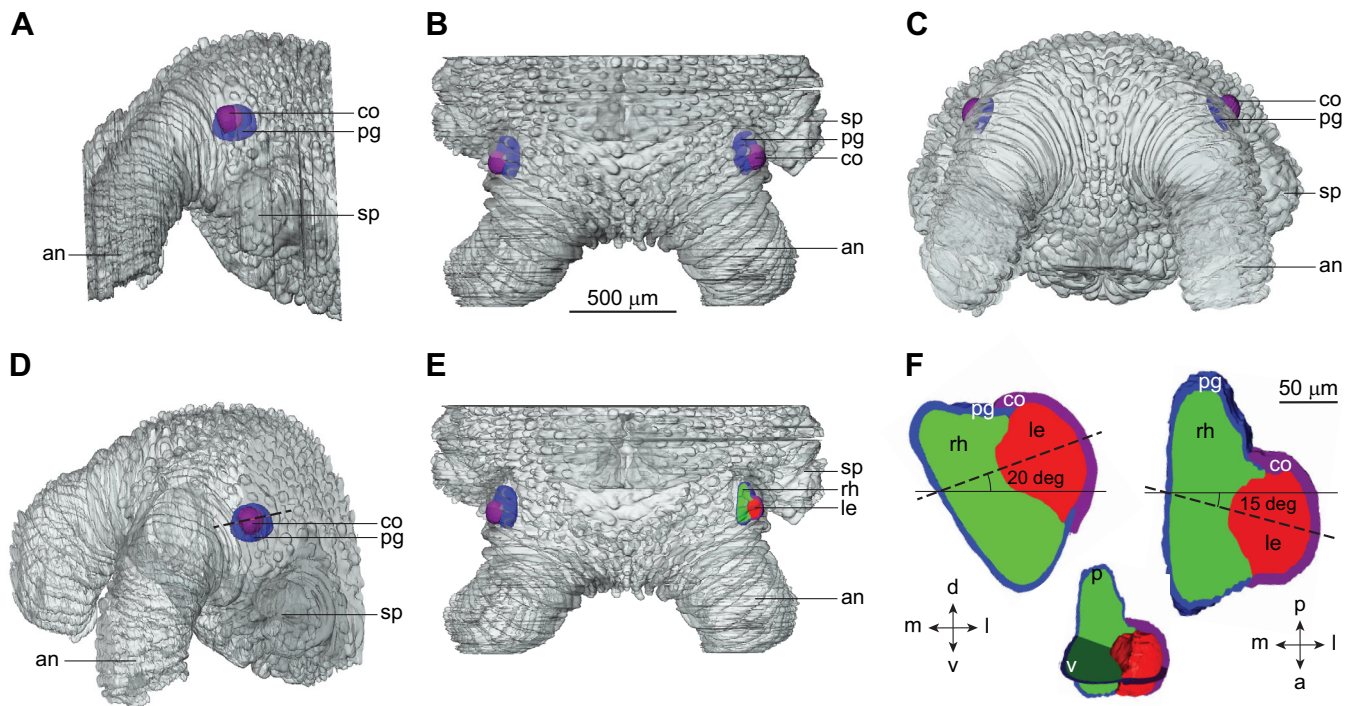 A
co
pg
sp
an
B
sp
pg
co
an
500 μm
C
co
pg
sp
an
D
co
pg
sp
an
E
sp
rh
le
an
F
pg
co
rh
le
20 deg
pg
50 μm
rh
co
15 deg
le
d
m l
v
p
v
p
m l
a